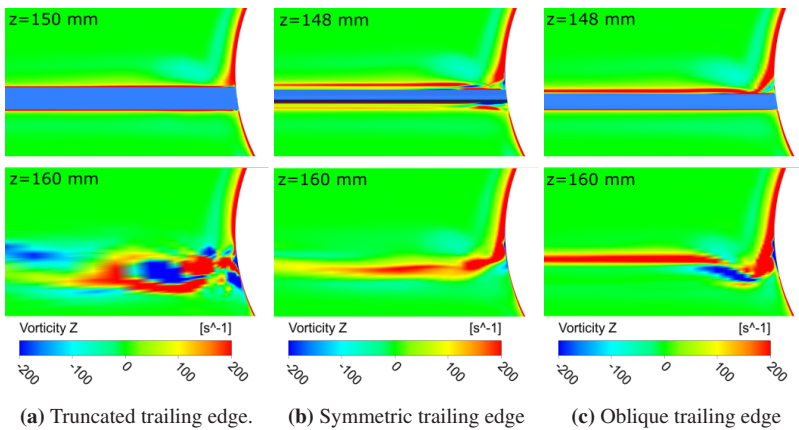 z=150 mm
z=148 mm
z=148 mm
z=160 mm
z=160 mm
z=160 mm
Vorticity Z [s^-1]
Vorticity Z [s^-1]
Vorticity Z [s^-1]
-200 -100 0 100 200
-200 -100 0 100 200
-200 -100 0 100 200
(a) Truncated trailing edge.
(b) Symmetric trailing edge
(c) Oblique trailing edge